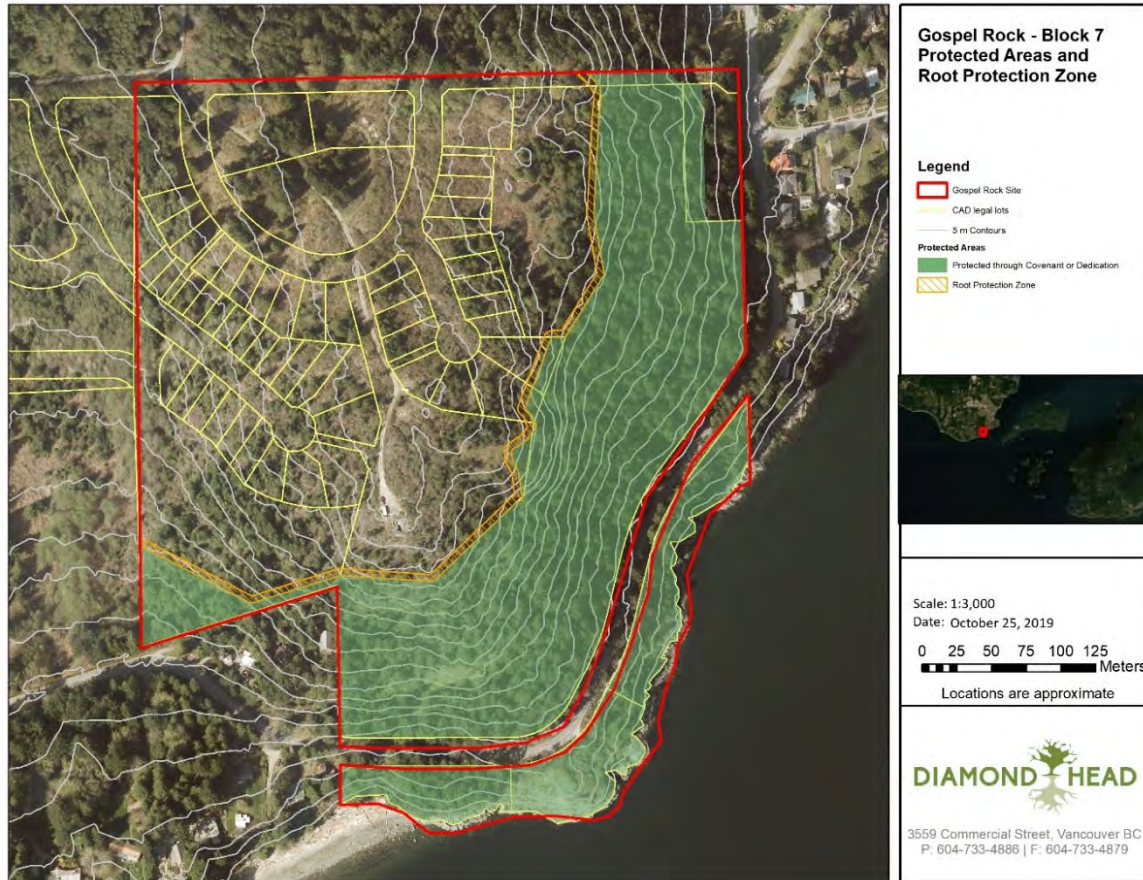 Gospel Rock - Block 7
Protected Areas and
Root Protection Zone
Legend
Gospel Rock Site
CAD legal lots
5 m Contours
Protected Areas
Protected through Covenant or Dedication
Root Protection Zone
Scale: 1:3,000
Date: October 25, 2019
0 25 50 75 100 125
Meters
Locations are approximate
DIAMOND HEAD
3559 Commercial Street, Vancouver BC
P: 604-733-4886 | F: 604-733-4879